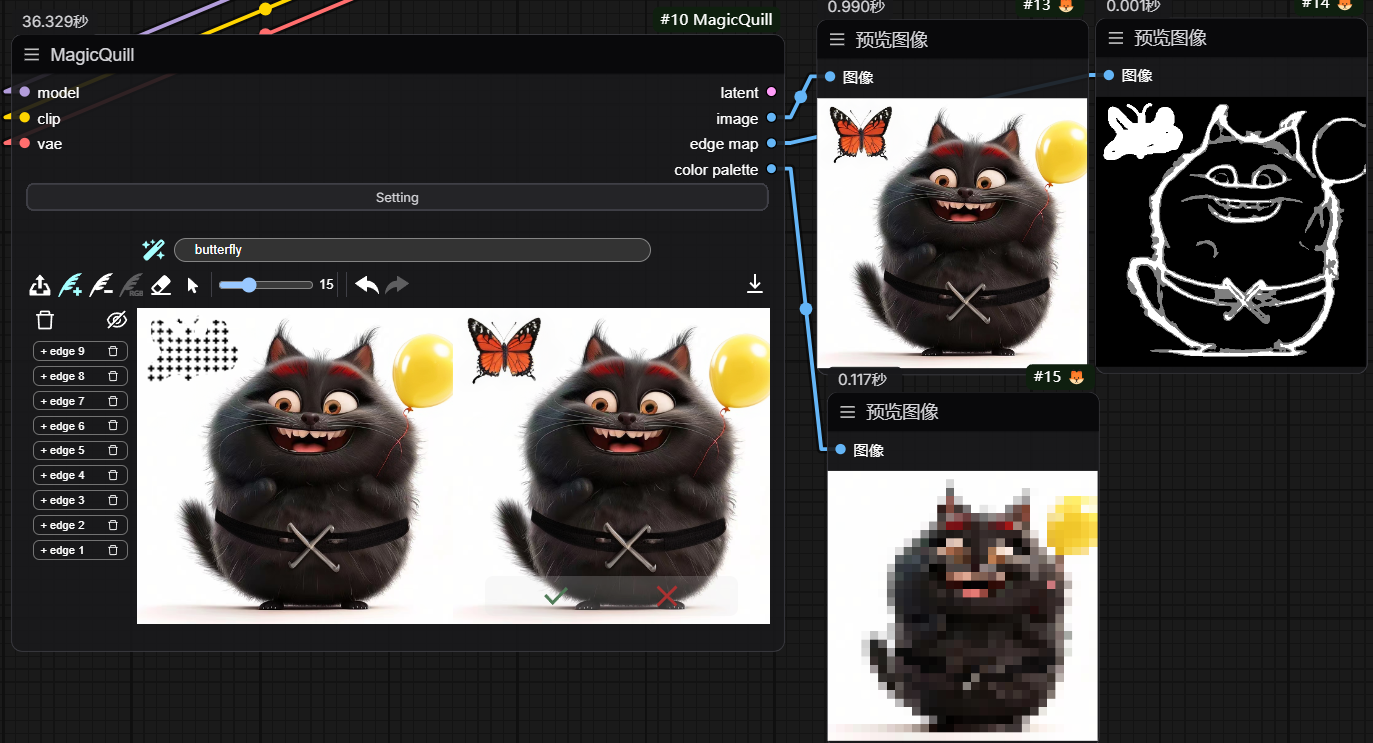 36.329秒
#10 MagicQuill
MagicQuill
model
clip
vae
latent
image
edge map
color palette
Setting
butterfly
RGB
15
+ edge 9
+ edge 8
+ edge 7
+ edge 6
+ edge 5
+ edge 4
+ edge 3
+ edge 2
+ edge 1
0.990秒
#13
预览图像
图像
0.001秒
#14
预览图像
图像
0.117秒
#15
预览图像
图像